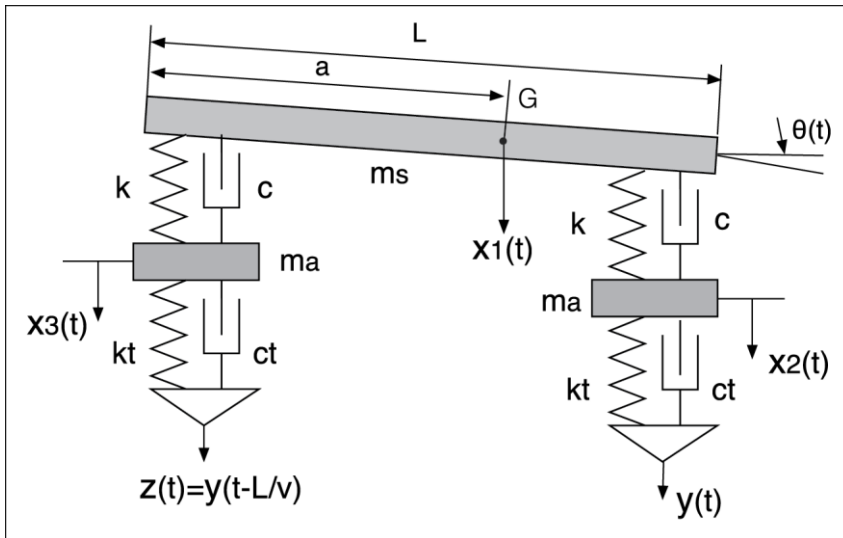 L
a
G
θ(t)
ms
k
c
x1(t)
k
c
ma
x3(t)
ma
x2(t)
kt
ct
kt
ct
z(t)=y(t-L/v)
y(t)